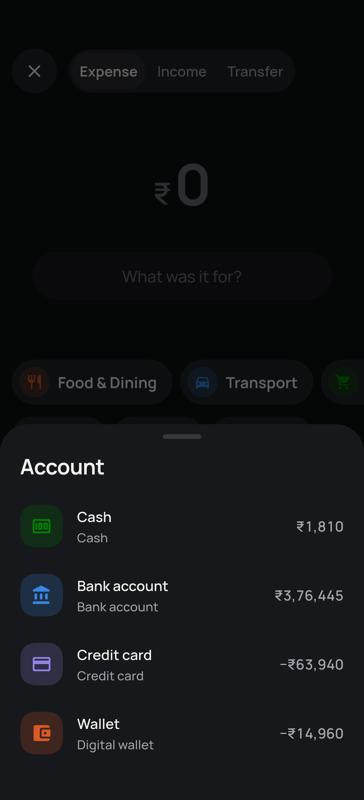 Expense Income Transfer
₹0
What was it for?
Food & Dining Transport
Account
Cash ₹1,810
Cash
Bank account ₹3,76,445
Bank account
Credit card −₹63,940
Credit card
Wallet −₹14,960
Digital wallet